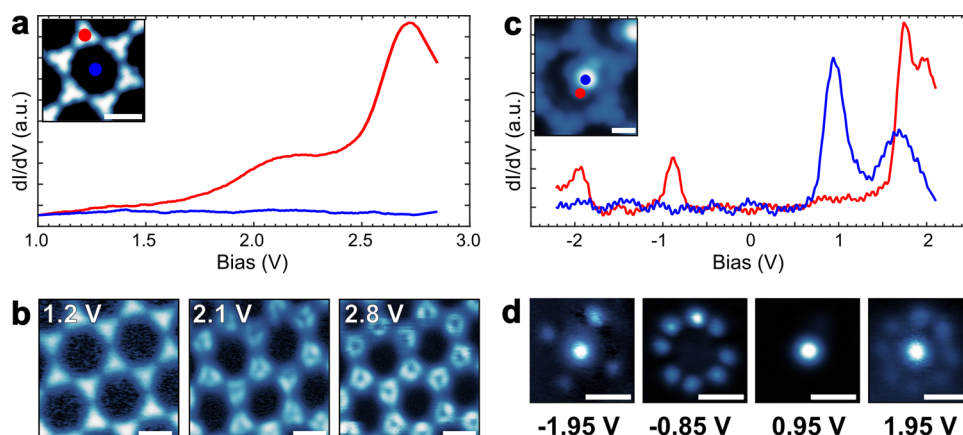 a
dI/dV (a.u.)
1.0 1.5 2.0 2.5 3.0
Bias (V)
c
dI/dV (a.u.)
-2 -1 0 1 2
Bias (V)
b
1.2 V 2.1 V 2.8 V
d
-1.95 V -0.85 V 0.95 V 1.95 V